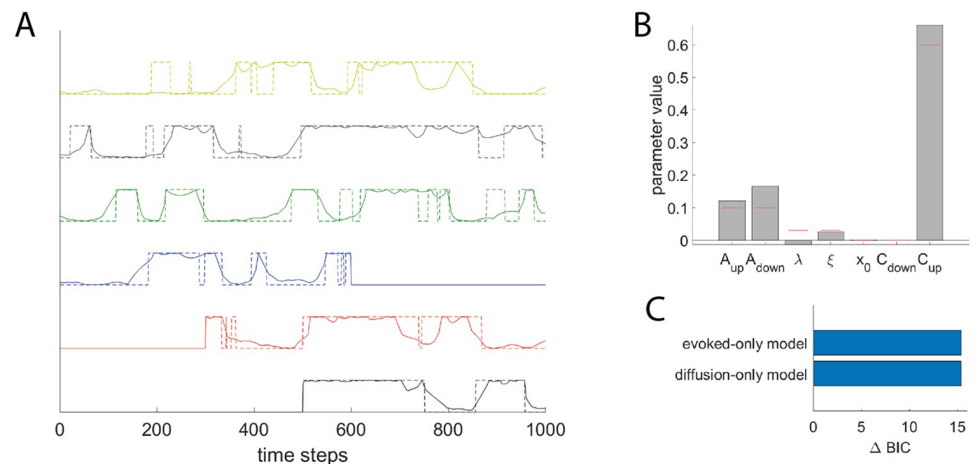 A
0 200 400 600 800 1000
time steps
B
parameter value
0.6
0.5
0.4
0.3
0.2
0.1
0
A_up A_down λ ξ x_0 C_down C_up
C
evoked-only model
diffusion-only model
0 5 10 15
Δ BIC